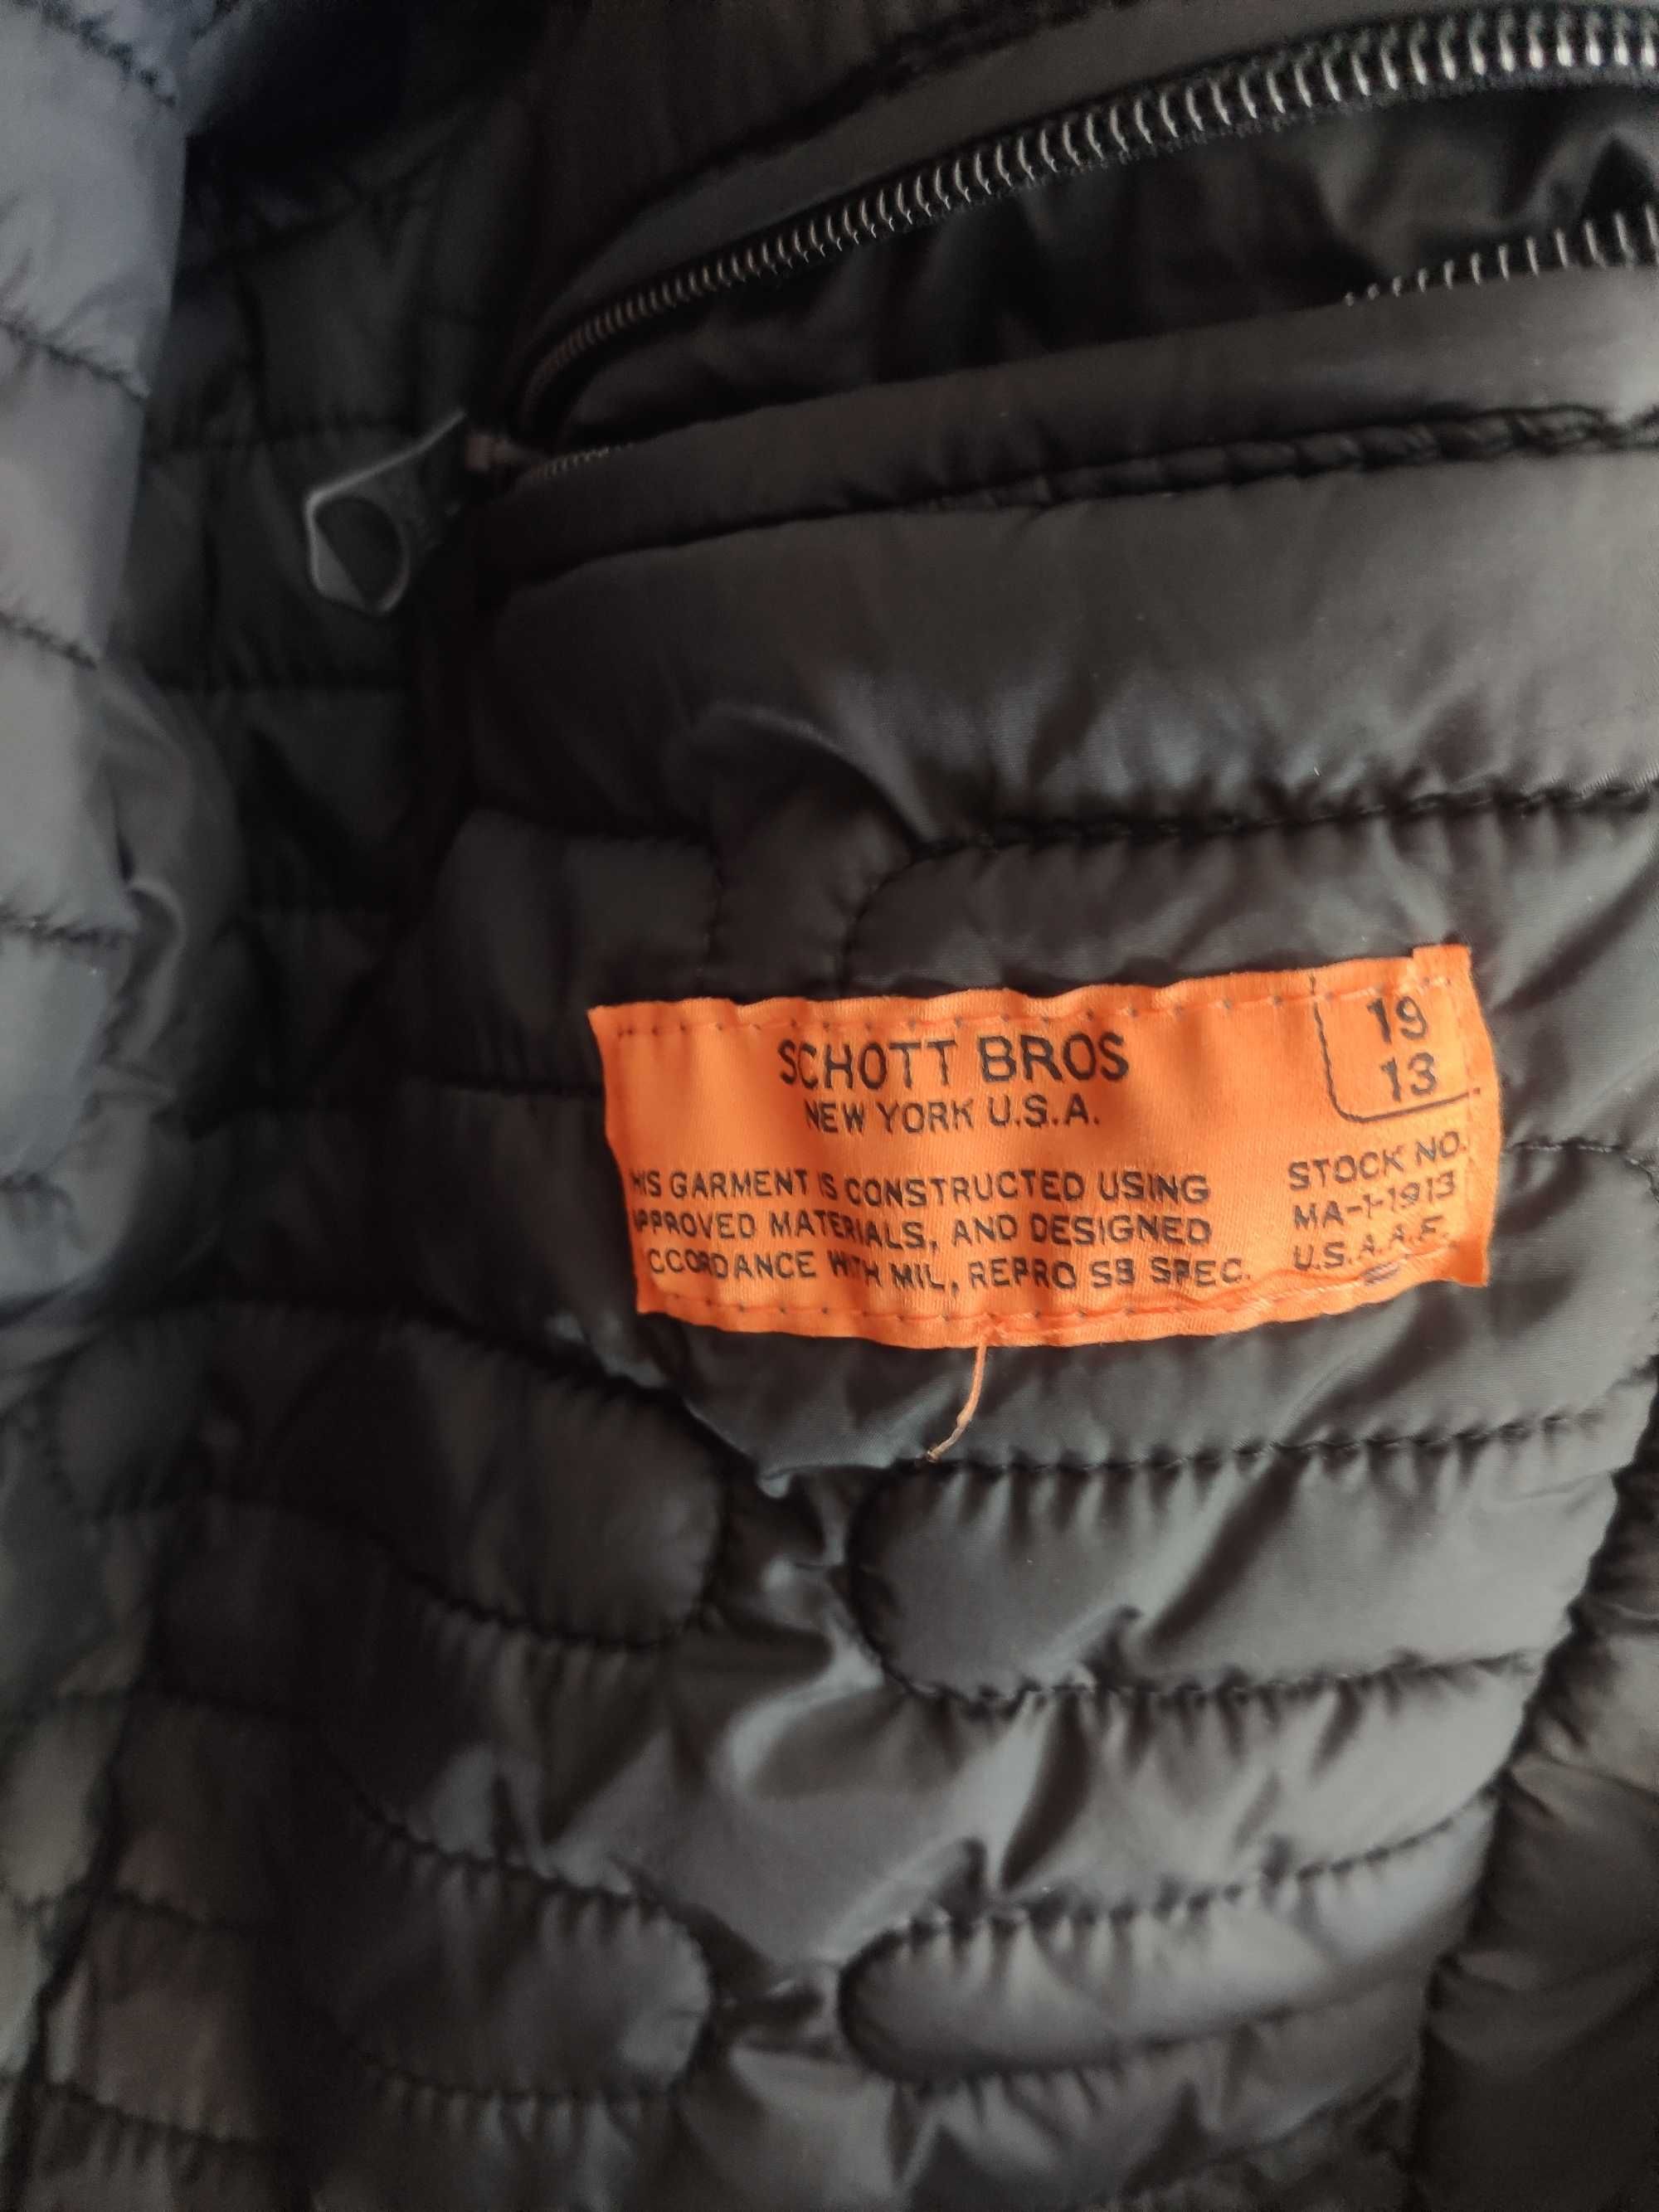 SCHOTT BROS
NEW YORK U.S.A.
19
13
HIS GARMENT IS CONSTRUCTED USING
PPROVED MATERIALS, AND DESIGNED
CCORDANCE WITH MIL, REPRO SB SPEC.
STOCK NO.
MA-1-1913
U.S.A.A.F.